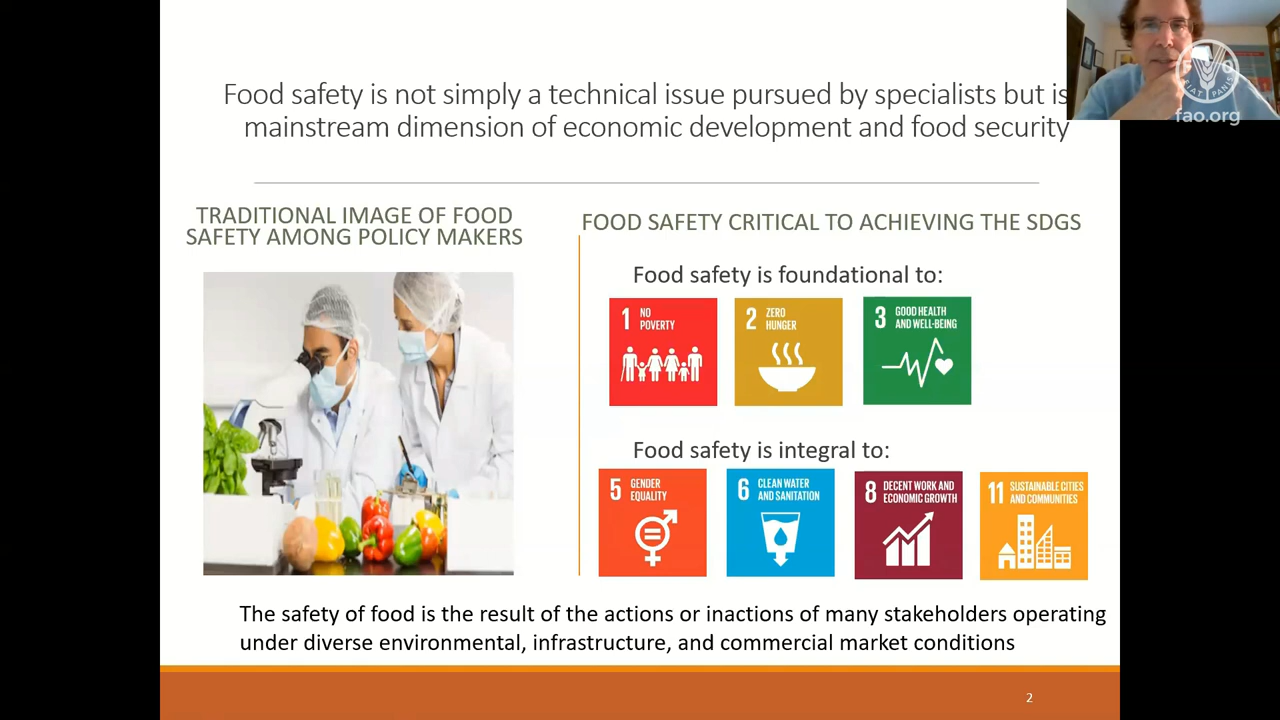 Food safety is not simply a technical issue pursued by specialists but is
mainstream dimension of economic development and food security
TRADITIONAL IMAGE OF FOOD
SAFETY AMONG POLICY MAKERS
FOOD SAFETY CRITICAL TO ACHIEVING THE SDGS
Food safety is foundational to:
1 NO
POVERTY
2 ZERO
HUNGER
3 GOOD HEALTH
AND WELL-BEING
Food safety is integral to:
5 GENDER
EQUALITY
6 CLEAN WATER
AND SANITATION
8 DECENT WORK AND
ECONOMIC GROWTH
11 SUSTAINABLE CITIES
AND COMMUNITIES
The safety of food is the result of the actions or inactions of many stakeholders operating
under diverse environmental, infrastructure, and commercial market conditions
2
fao.org